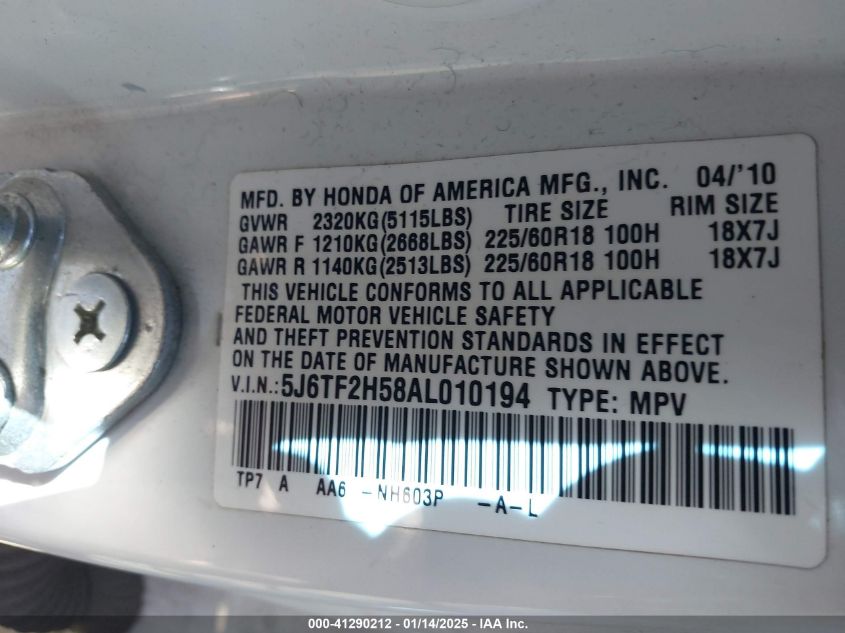 MFD. BY HONDA OF AMERICA MFG., INC. 04/'10
GVWR 2320KG(5115LBS) TIRE SIZE RIM SIZE
GAWR F 1210KG(2668LBS) 225/60R18 100H 18X7J
GAWR R 1140KG(2513LBS) 225/60R18 100H 18X7J
THIS VEHICLE CONFORMS TO ALL APPLICABLE
FEDERAL MOTOR VEHICLE SAFETY
AND THEFT PREVENTION STANDARDS IN EFFECT
ON THE DATE OF MANUFACTURE SHOWN ABOVE.
V.I.N.: 5J6TF2H58AL010194 TYPE: MPV
TP7 A AA6 -NH603P -A-L
000-41290212 - 01/14/2025 - IAA Inc.